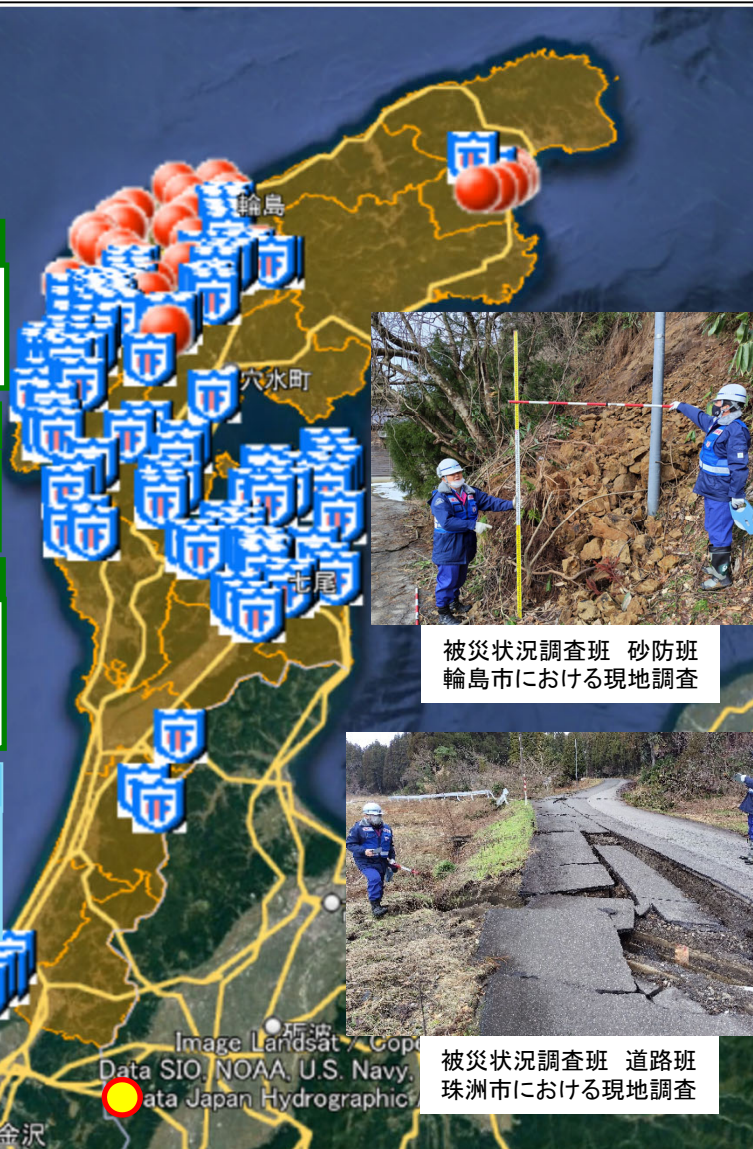 輪島
穴水町
七尾
被災状況調査班 砂防班
輪島市における現地調査
被災状況調査班 道路班
珠洲市における現地調査
砺波
Image Landsat / Cope
Data SIO, NOAA, U.S. Navy,
ata Japan Hydrographic
金沢